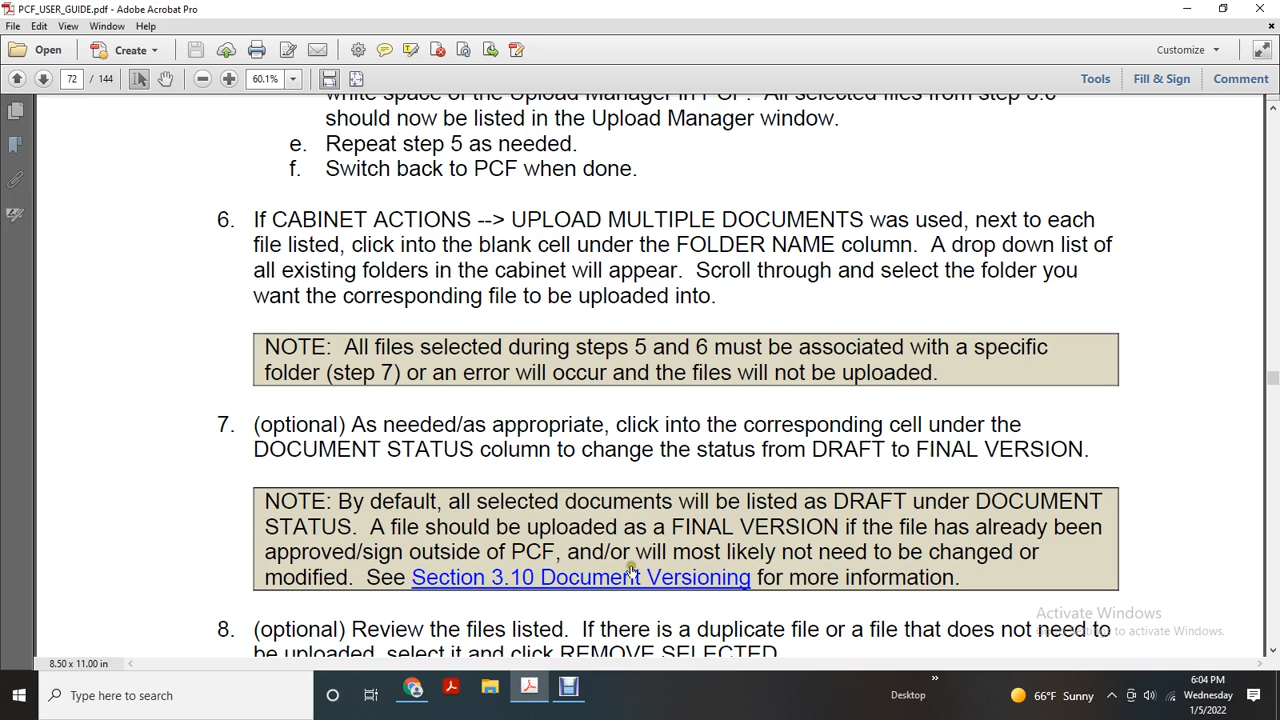 PCF_USER_GUIDE.pdf - Adobe Acrobat Pro
File Edit View Window Help
Open Create Customize
72 / 144 60.1% Tools Fill & Sign Comment
should now be listed in the Upload Manager window.
e. Repeat step 5 as needed.
f. Switch back to PCF when done.
6. If CABINET ACTIONS --> UPLOAD MULTIPLE DOCUMENTS was used, next to each
file listed, click into the blank cell under the FOLDER NAME column. A drop down list of
all existing folders in the cabinet will appear. Scroll through and select the folder you
want the corresponding file to be uploaded into.
NOTE: All files selected during steps 5 and 6 must be associated with a specific
folder (step 7) or an error will occur and the files will not be uploaded.
7. (optional) As needed/as appropriate, click into the corresponding cell under the
DOCUMENT STATUS column to change the status from DRAFT to FINAL VERSION.
NOTE: By default, all selected documents will be listed as DRAFT under DOCUMENT
STATUS. A file should be uploaded as a FINAL VERSION if the file has already been
approved/sign outside of PCF, and/or will most likely not need to be changed or
modified. See Section 3.10 Document Versioning for more information.
Activate Windows
8. (optional) Review the files listed. If there is a duplicate file or a file that does not need to
to activate Windows.
be uploaded, select it and click REMOVE SELECTED.
8.50 x 11.00 in
Type here to search
Desktop
66°F Sunny
6:04 PM
Wednesday
1/5/2022